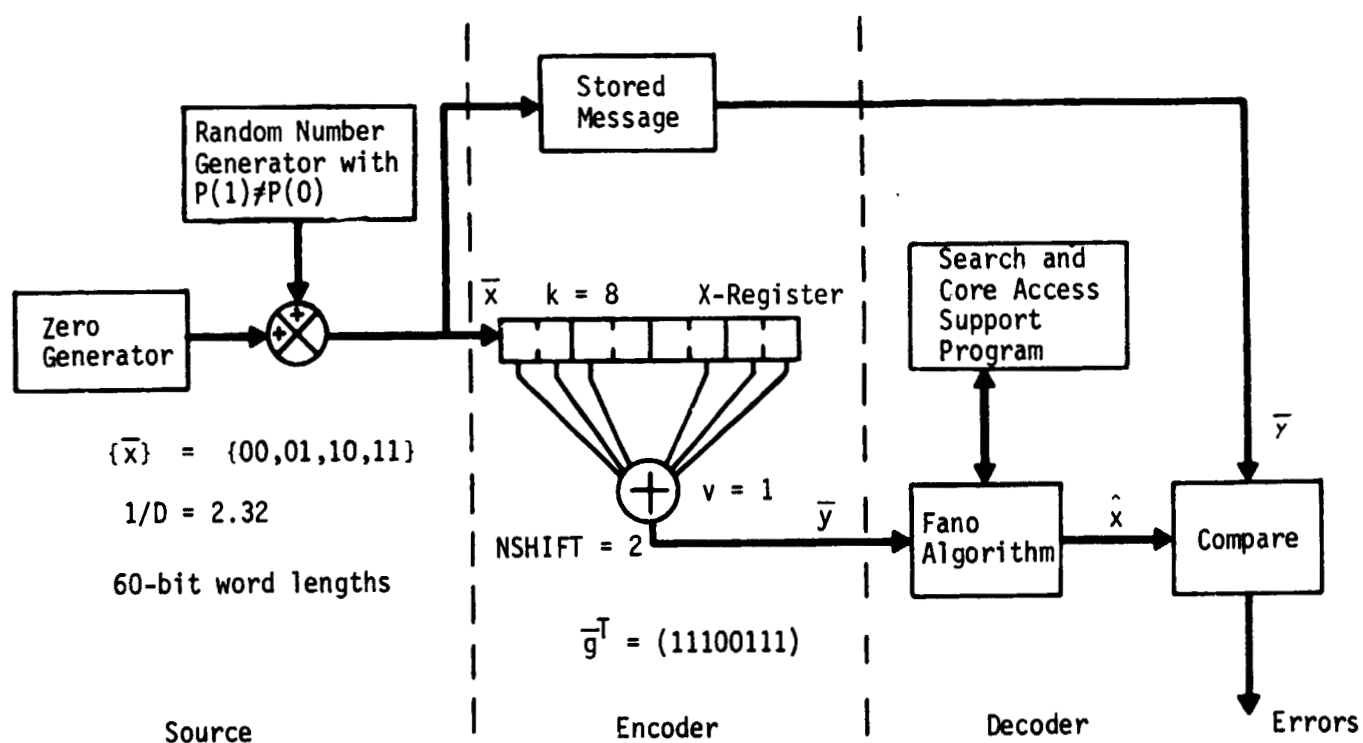 Stored
Message
Random Number
Generator with
P(1)≠P(0)
Search and
Core Access
Support
Program
x̅ k = 8 X-Register
Zero
Generator
+
+
{x̅} = {00,01,10,11}
y̅
1/D = 2.32
+
v = 1
y̅
Fano
Algorithm
x̂
Compare
NSHIFT = 2
60-bit word lengths
g̅ᵀ = (11100111)
Source
Encoder
Decoder
Errors